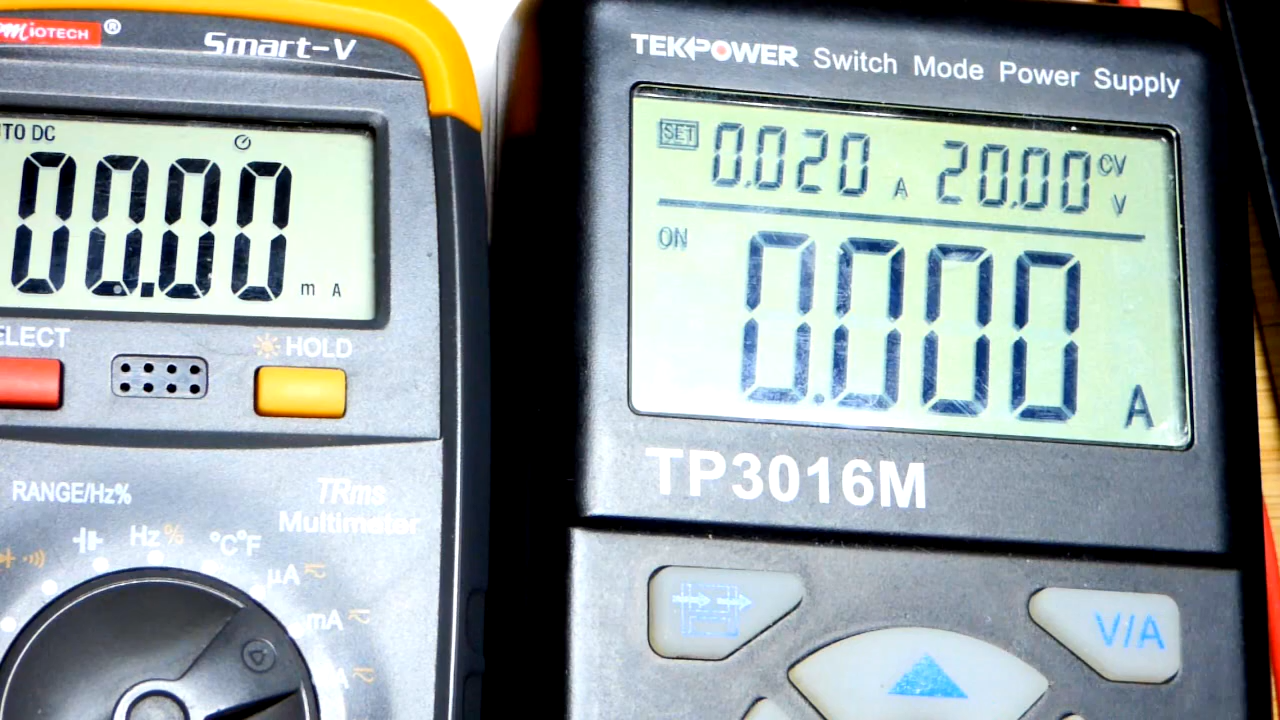 miOTECH®
Smart-V
TO DC
00.00
m A
ELECT
HOLD
RANGE/Hz%
TRms
Multimeter
Hz %
°C°F
µA
mA
A
TEKPOWER Switch Mode Power Supply
SET 0.020 A 20.00 CV V
ON
0.000 A
TP3016M
V/A